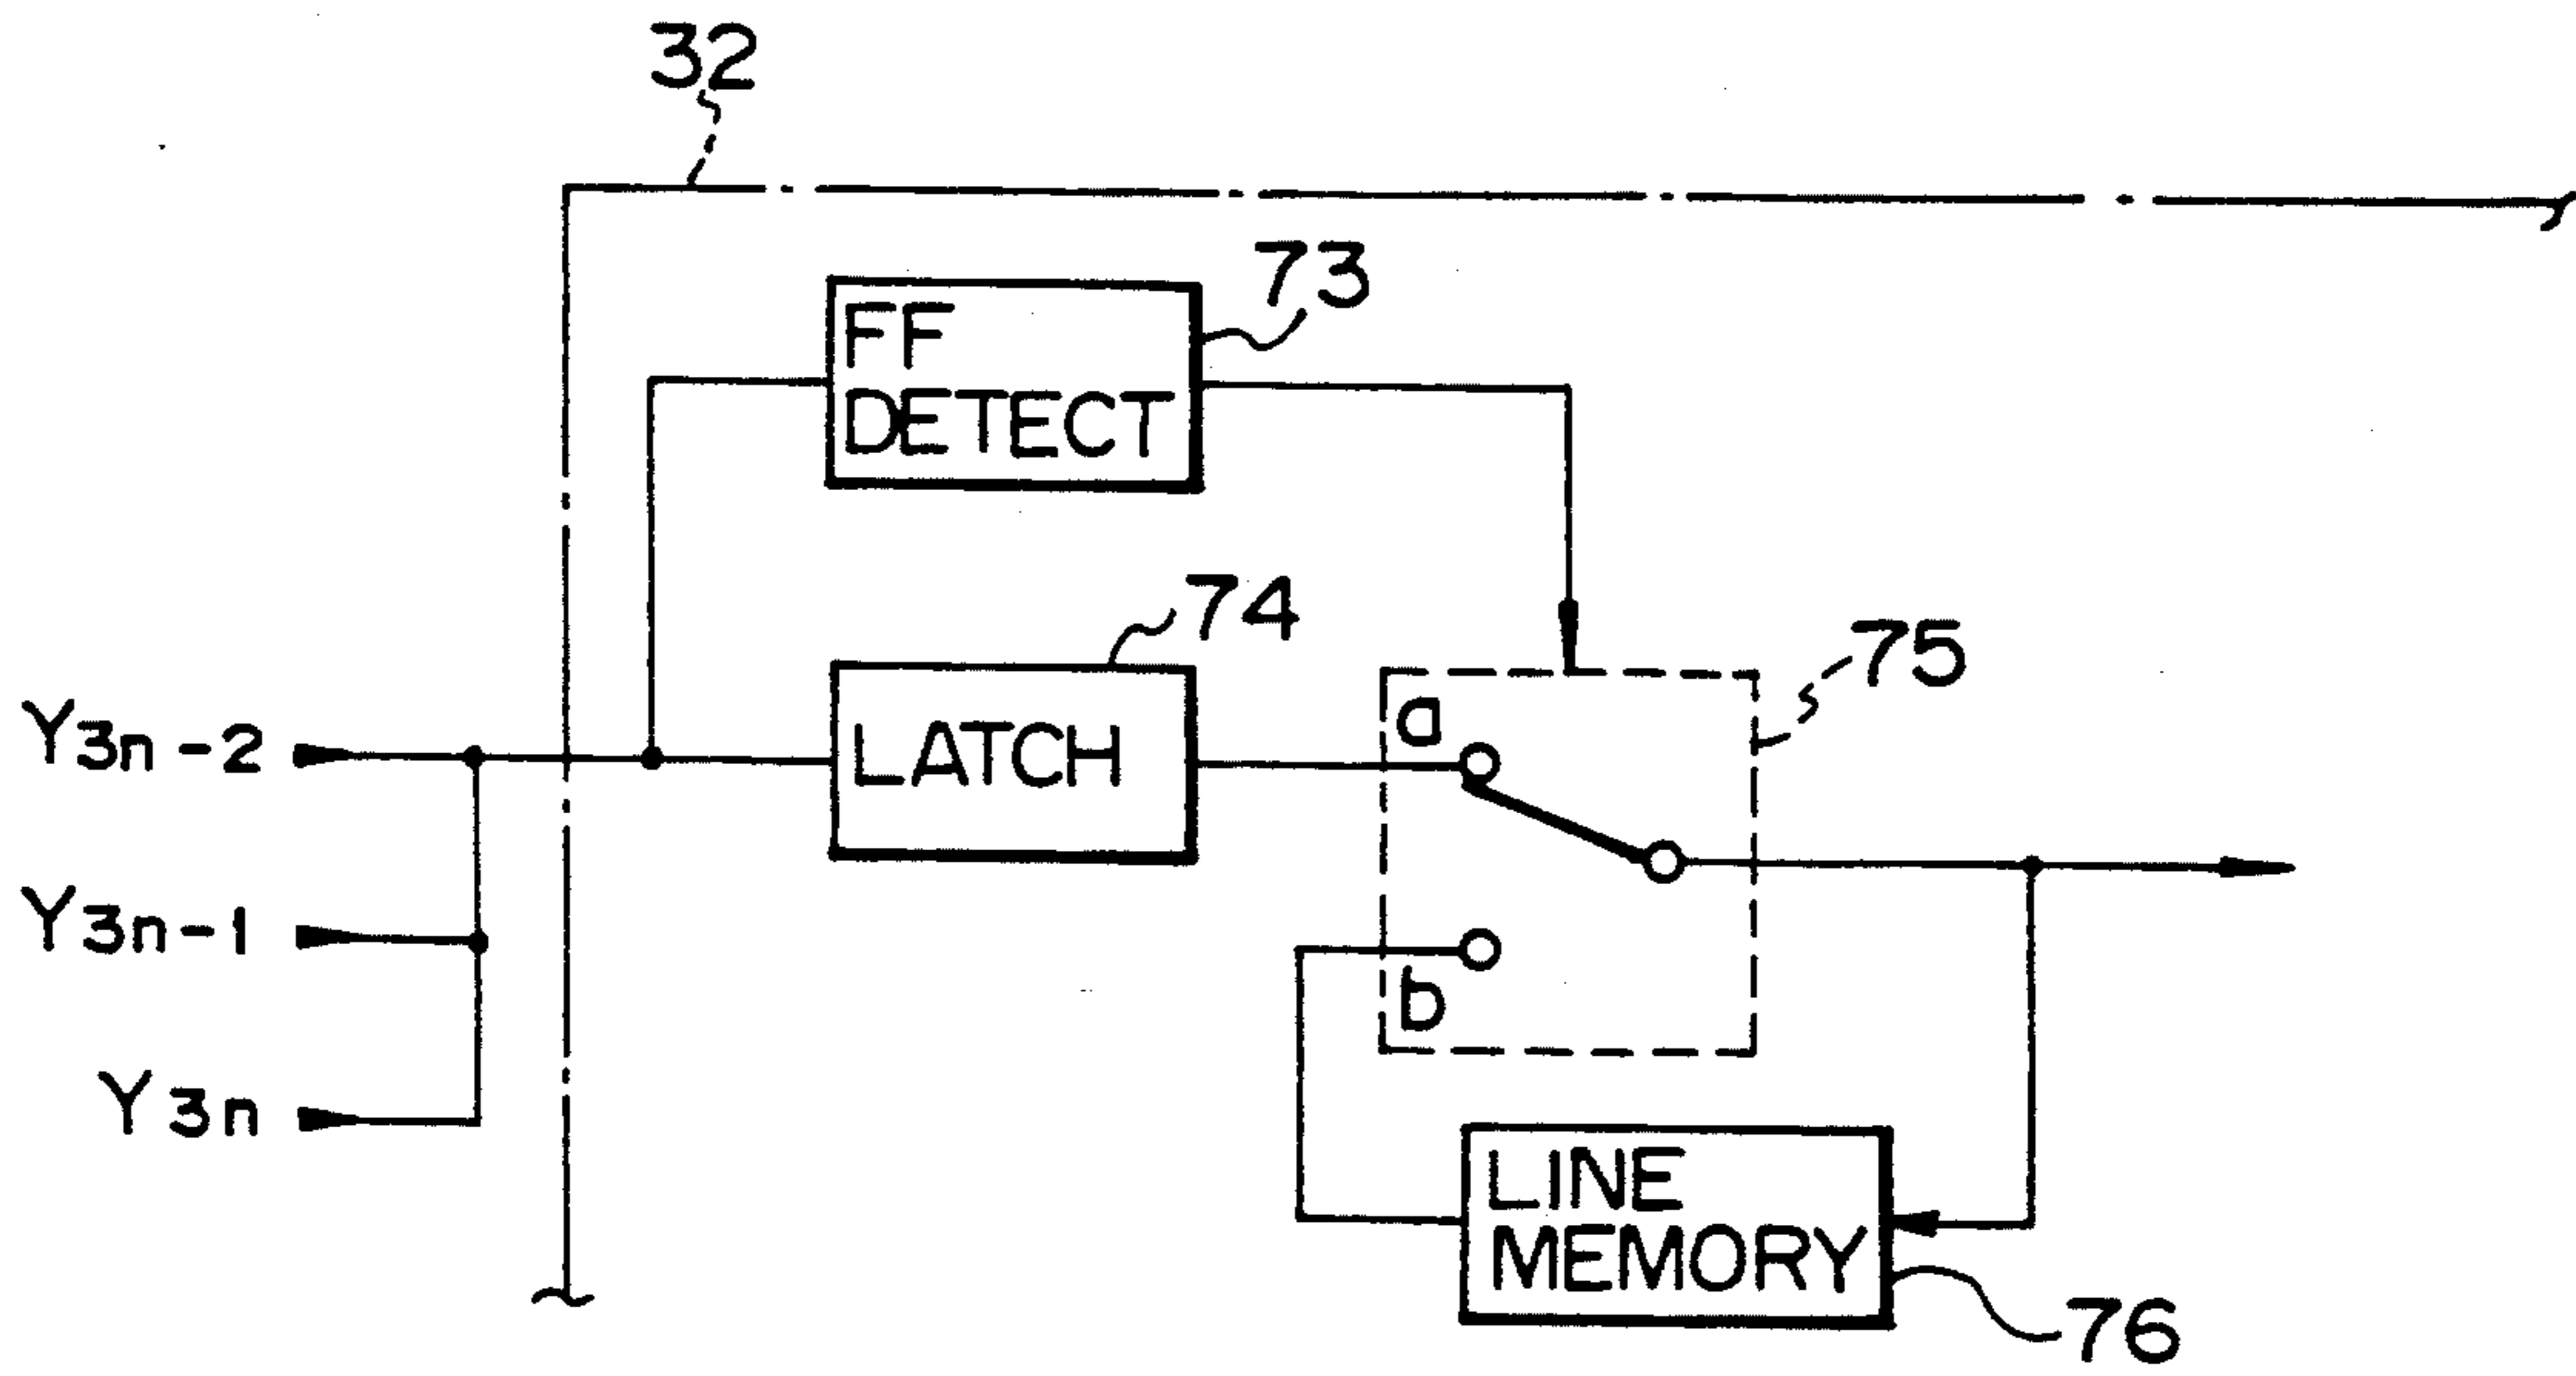 32
73
FF
DETECT
74
LATCH
75
a
b
Y3n-2
Y3n-1
Y3n
LINE
MEMORY
76